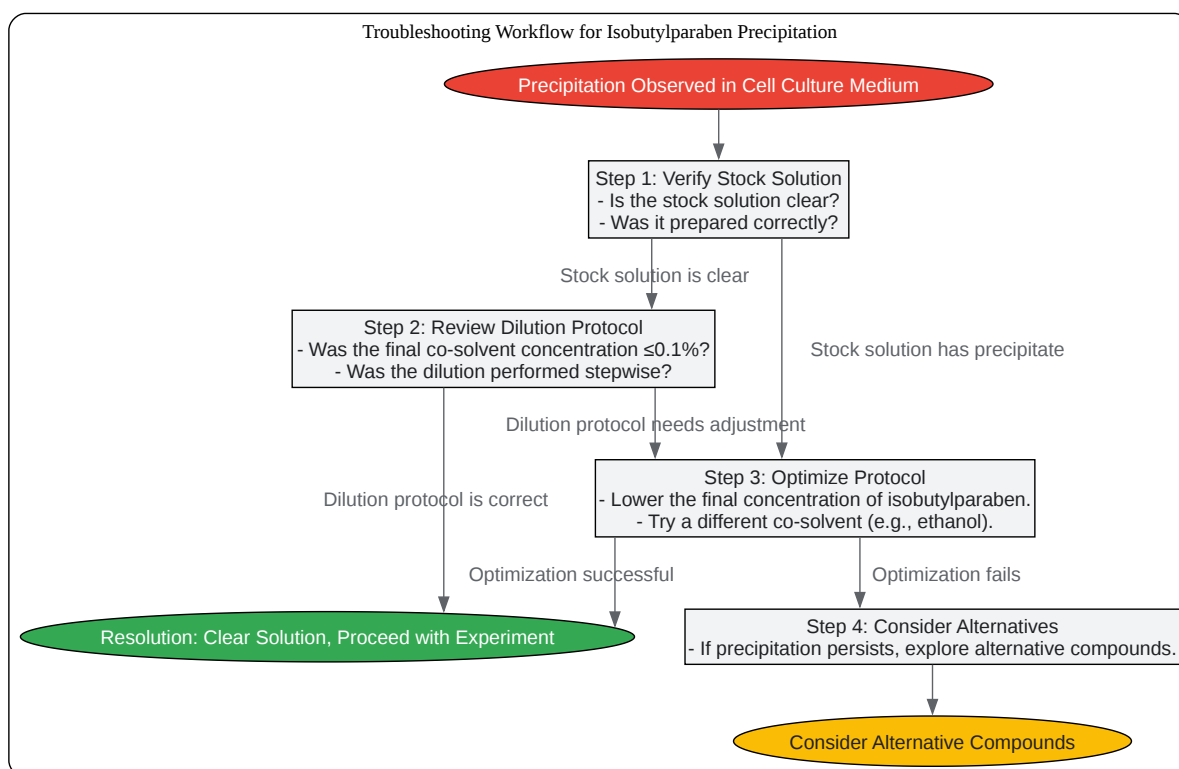 Troubleshooting Workflow for Isobutylparaben Precipitation
Precipitation Observed in Cell Culture Medium
Step 1: Verify Stock Solution
- Is the stock solution clear?
- Was it prepared correctly?
Stock solution is clear
Step 2: Review Dilution Protocol
- Was the final co-solvent concentration ≤0.1%?
- Was the dilution performed stepwise?
Stock solution has precipitate
Dilution protocol needs adjustment
Step 3: Optimize Protocol
- Lower the final concentration of isobutylparaben.
- Try a different co-solvent (e.g., ethanol).
Dilution protocol is correct
Optimization successful
Optimization fails
Resolution: Clear Solution, Proceed with Experiment
Step 4: Consider Alternatives
- If precipitation persists, explore alternative compounds.
Consider Alternative Compounds